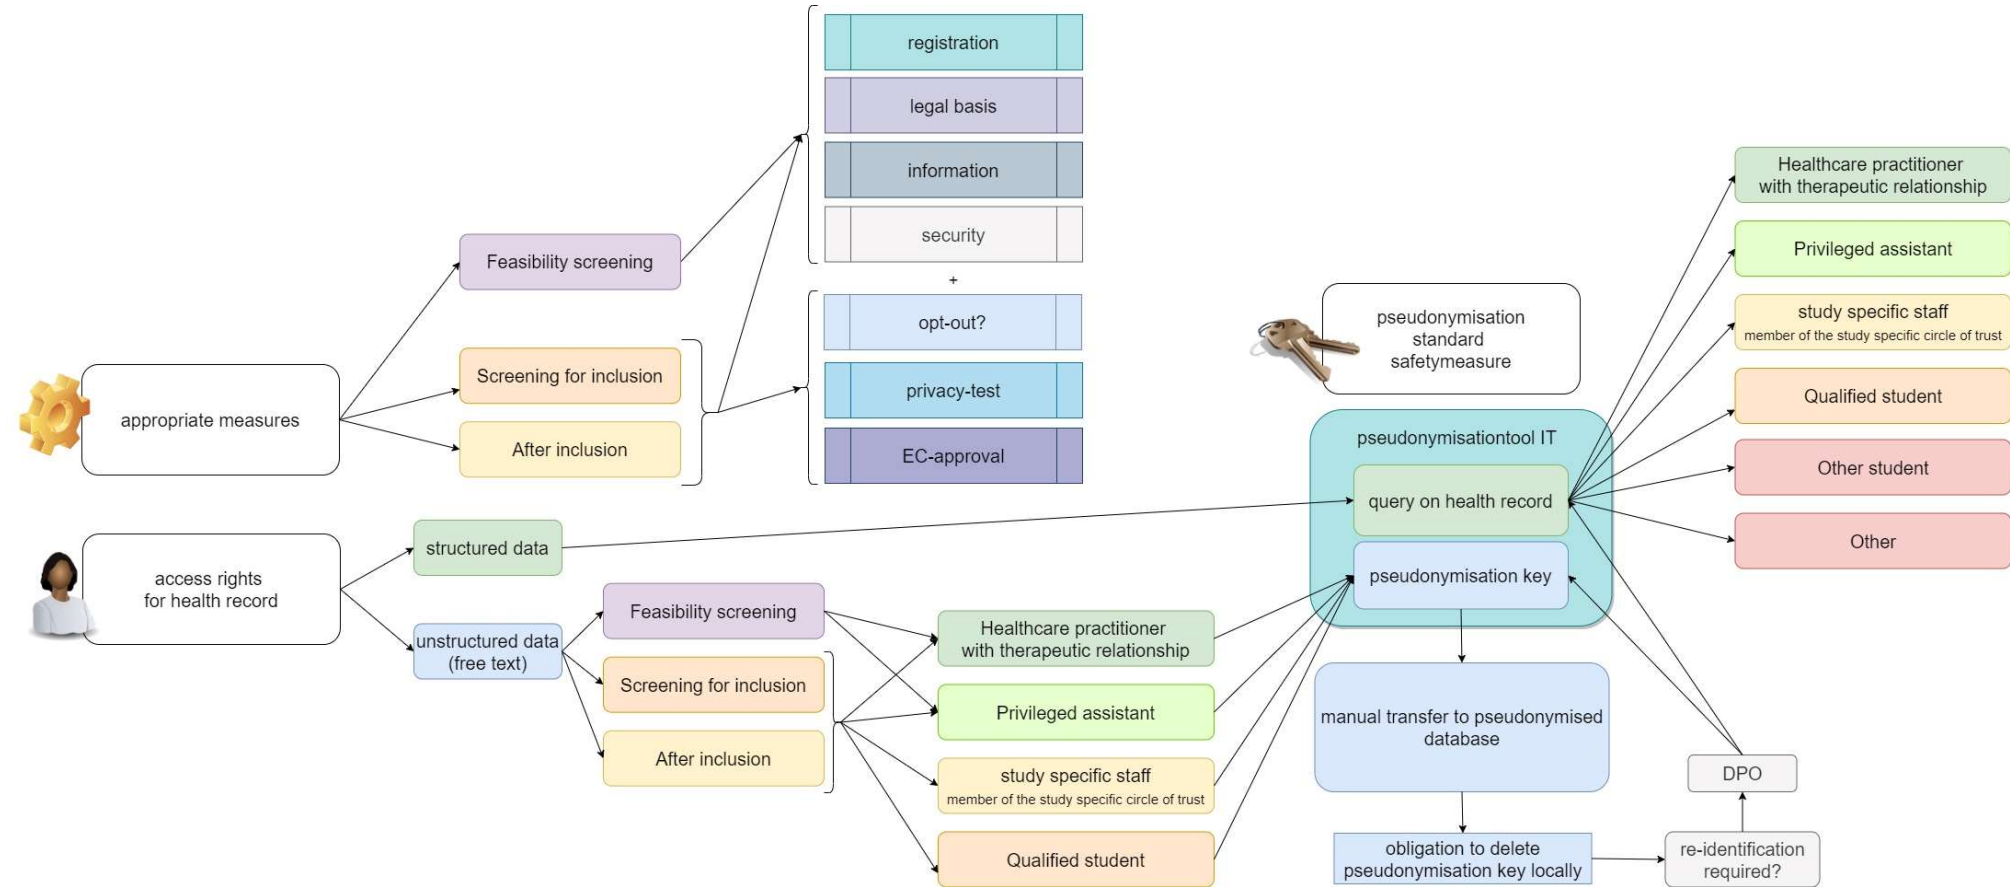 registration
legal basis
information
security
+
opt-out?
privacy-test
EC-approval
Feasibility screening
Screening for inclusion
After inclusion
appropriate measures
pseudonymisation
standard
safetymeasure
Healthcare practitioner
with therapeutic relationship
Privileged assistant
study specific staff
member of the study specific circle of trust
Qualified student
Other student
Other
pseudonymisationtool IT
query on health record
pseudonymisation key
access rights
for health record
structured data
unstructured data
(free text)
Feasibility screening
Screening for inclusion
After inclusion
Healthcare practitioner
with therapeutic relationship
Privileged assistant
study specific staff
member of the study specific circle of trust
Qualified student
manual transfer to pseudonymised
database
obligation to delete
pseudonymisation key locally
DPO
re-identification
required?